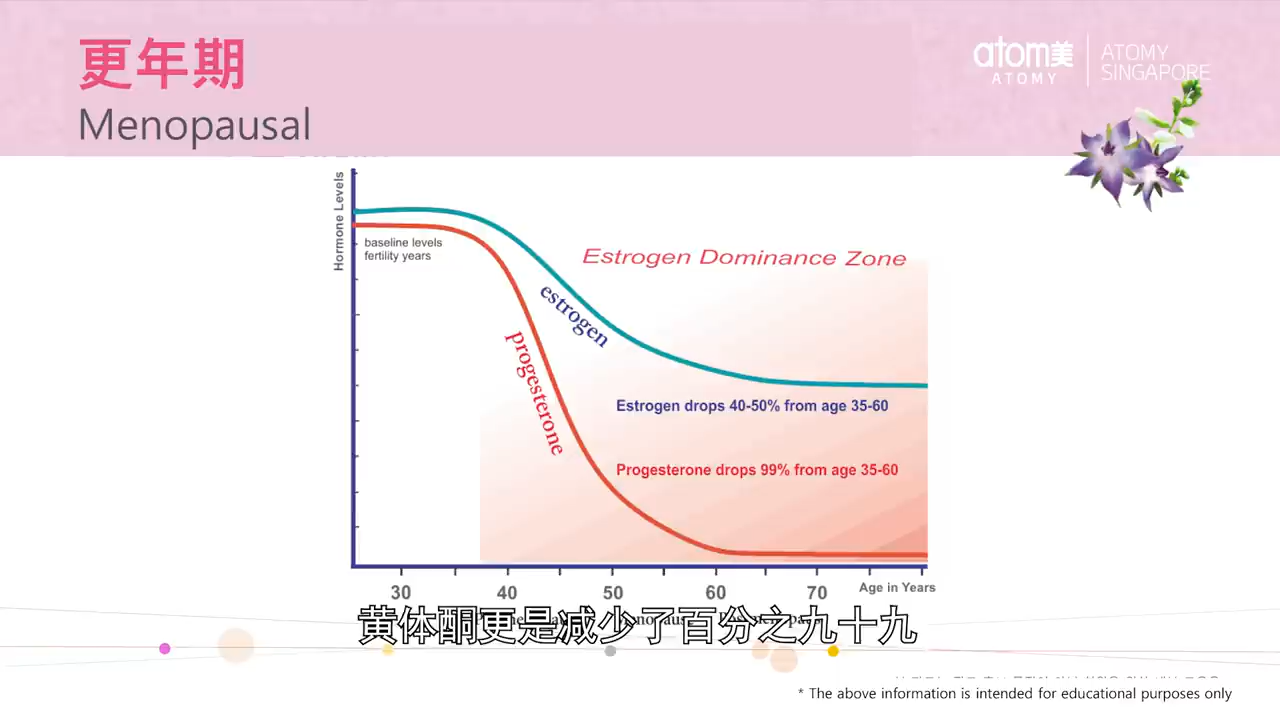 更年期
Menopausal
atom美
ATOMY
ATOMY
SINGAPORE
Hormone Levels
baseline levels
fertility years
Estrogen Dominance Zone
estrogen
progesterone
Estrogen drops 40-50% from age 35-60
Progesterone drops 99% from age 35-60
30
40
50
60
70
Age in Years
黄体酮更是减少了百分之九十九
* The above information is intended for educational purposes only